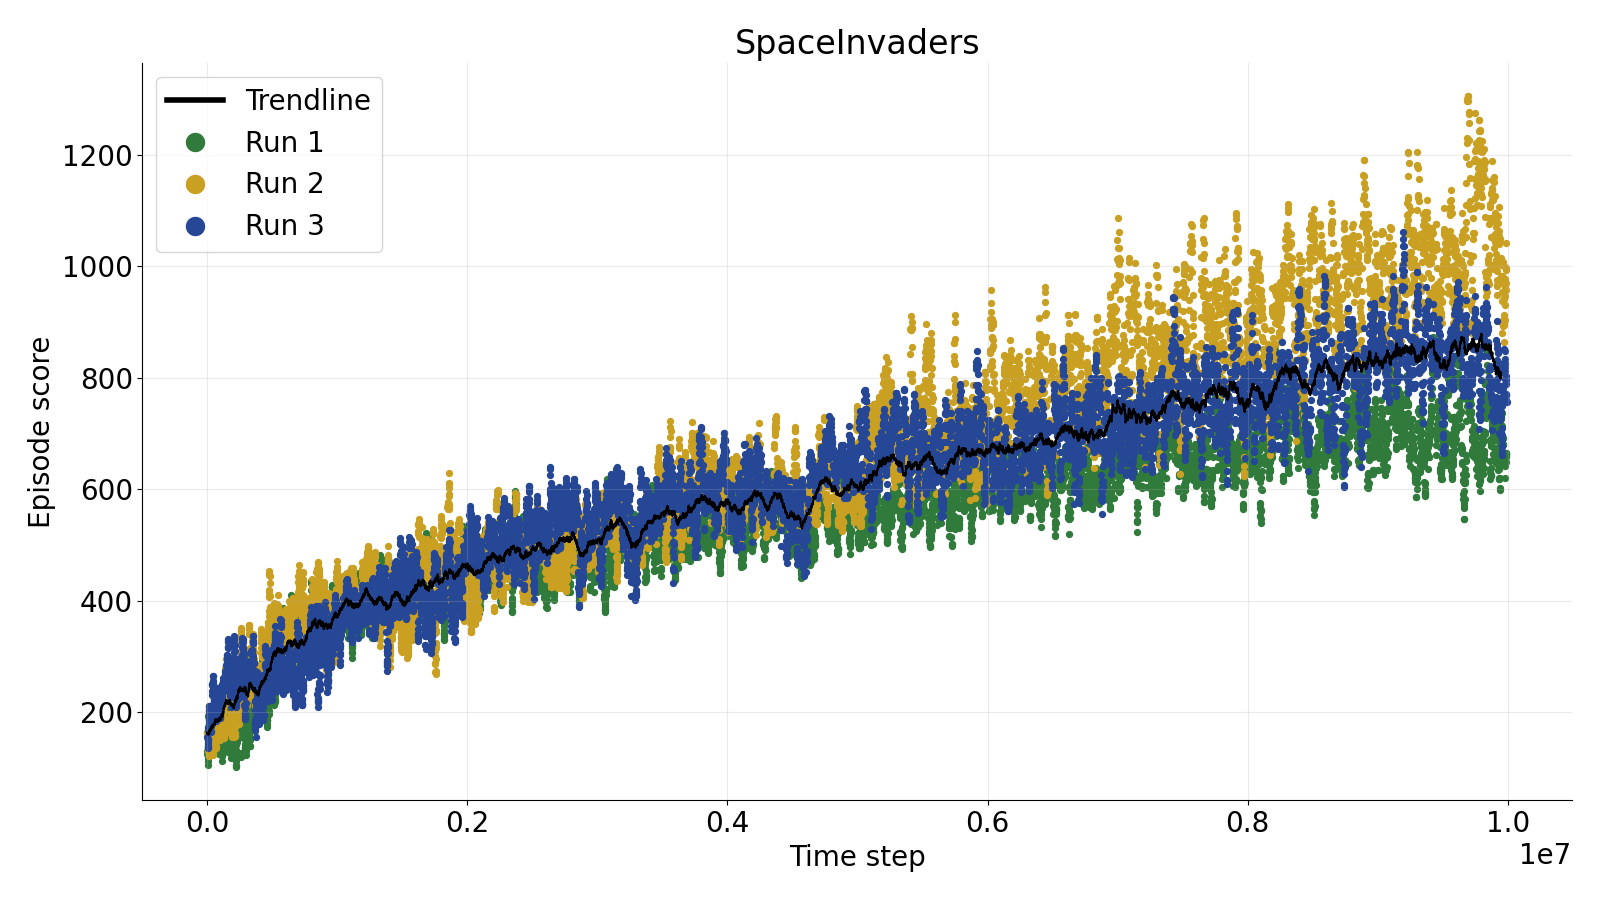 SpaceInvaders
Trendline
Run 1
Run 2
Run 3
Episode score
1200
1000
800
600
400
200
0.0 0.2 0.4 0.6 0.8 1.0
1e7
Time step